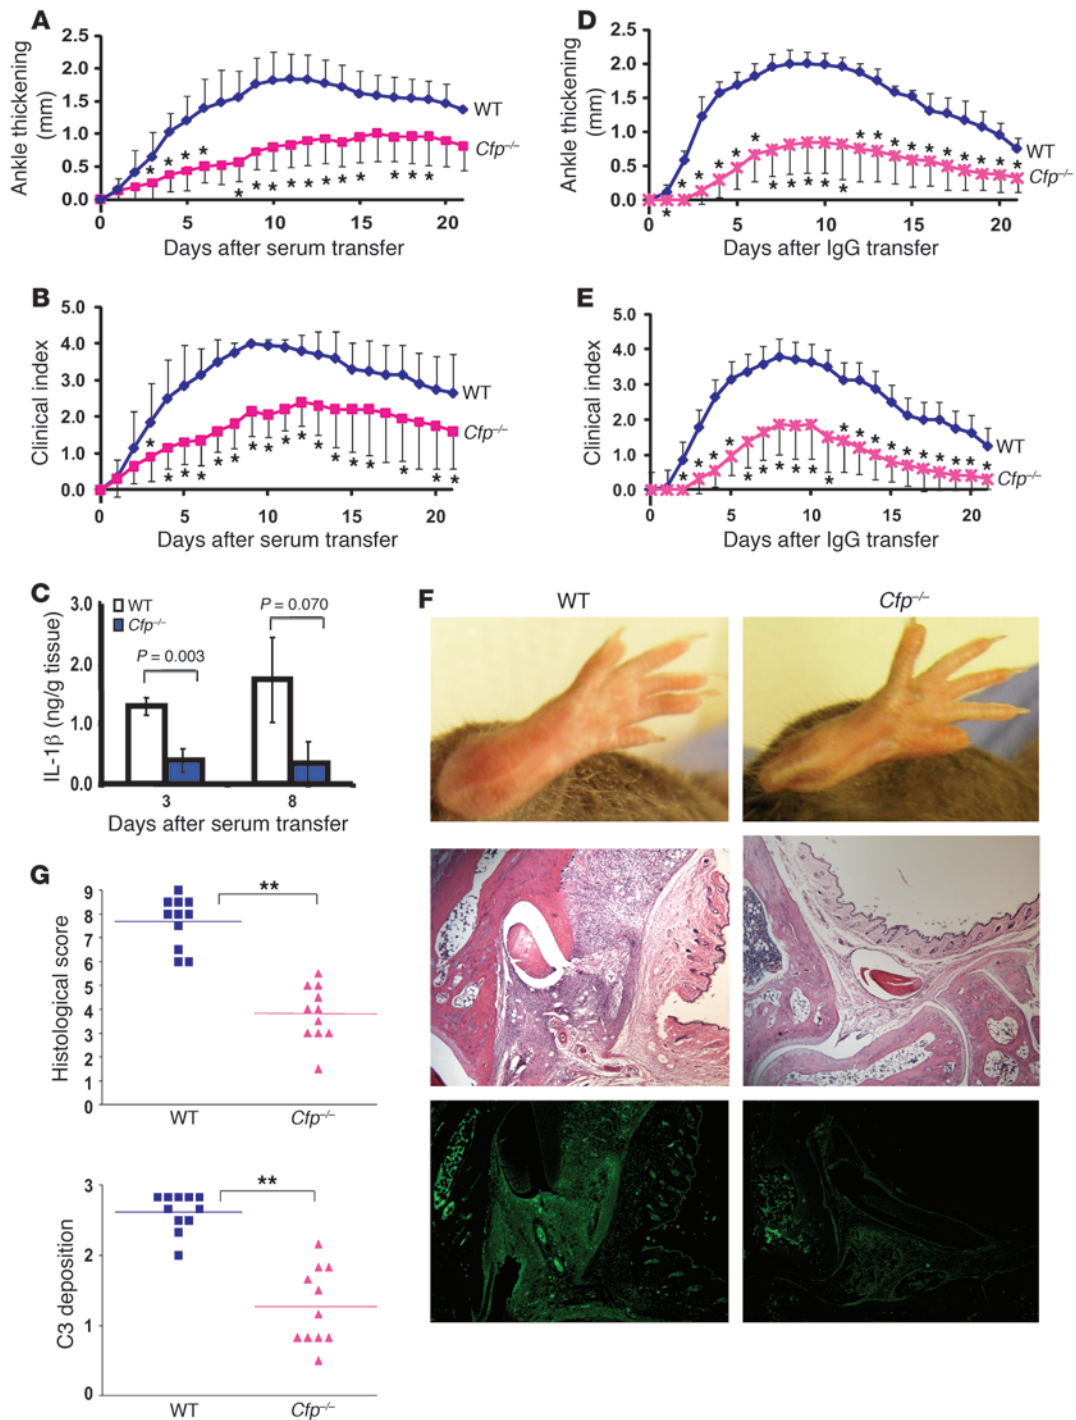 A
Ankle thickening
(mm)
2.5
2.0
1.5
1.0
0.5
0.0
WT
Cfp–/–
* * * * * * * * * * * * * * *
0 5 10 15 20
Days after serum transfer
D
Ankle thickening
(mm)
2.5
2.0
1.5
1.0
0.5
0.0
WT
Cfp–/–
* * * * * * * * * * * * * * * * * * * * *
0 5 10 15 20
Days after IgG transfer
B
Clinical index
5.0
4.0
3.0
2.0
1.0
0.0
WT
Cfp–/–
* * * * * * * * * * * * * * *
0 5 10 15 20
Days after serum transfer
E
Clinical index
5.0
4.0
3.0
2.0
1.0
0.0
WT
Cfp–/–
* * * * * * * * * * * * * * * * * * * *
0 5 10 15 20
Days after IgG transfer
C
IL-1β (ng/g tissue)
3.0
2.0
1.0
0.0
WT
Cfp–/–
P = 0.003
P = 0.070
3 8
Days after serum transfer
F
WT Cfp–/–
G
Histological score
9
8
7
6
5
4
3
2
1
0
**
WT Cfp–/–
C3 deposition
3
2
1
0
**
WT Cfp–/–